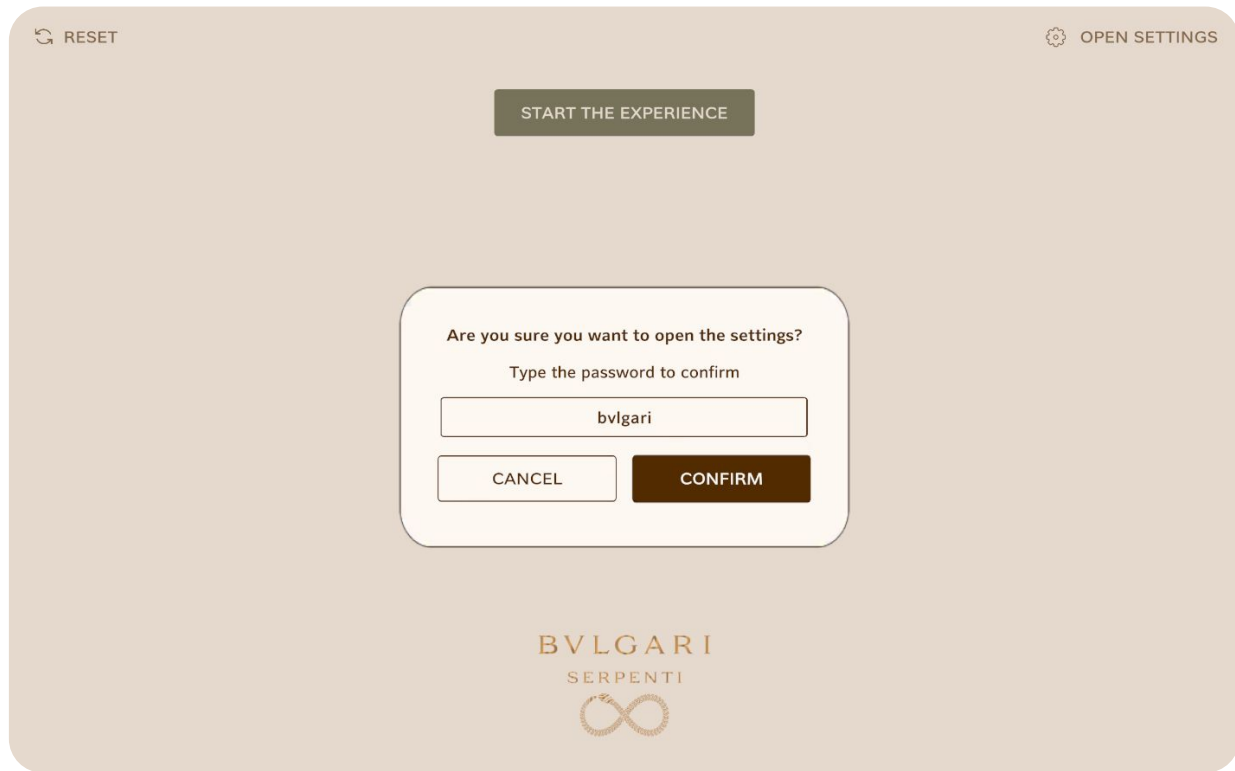 RESET
OPEN SETTINGS
START THE EXPERIENCE
Are you sure you want to open the settings?
Type the password to confirm
bvlgari
CANCEL
CONFIRM
BVLGARI
SERPENTI